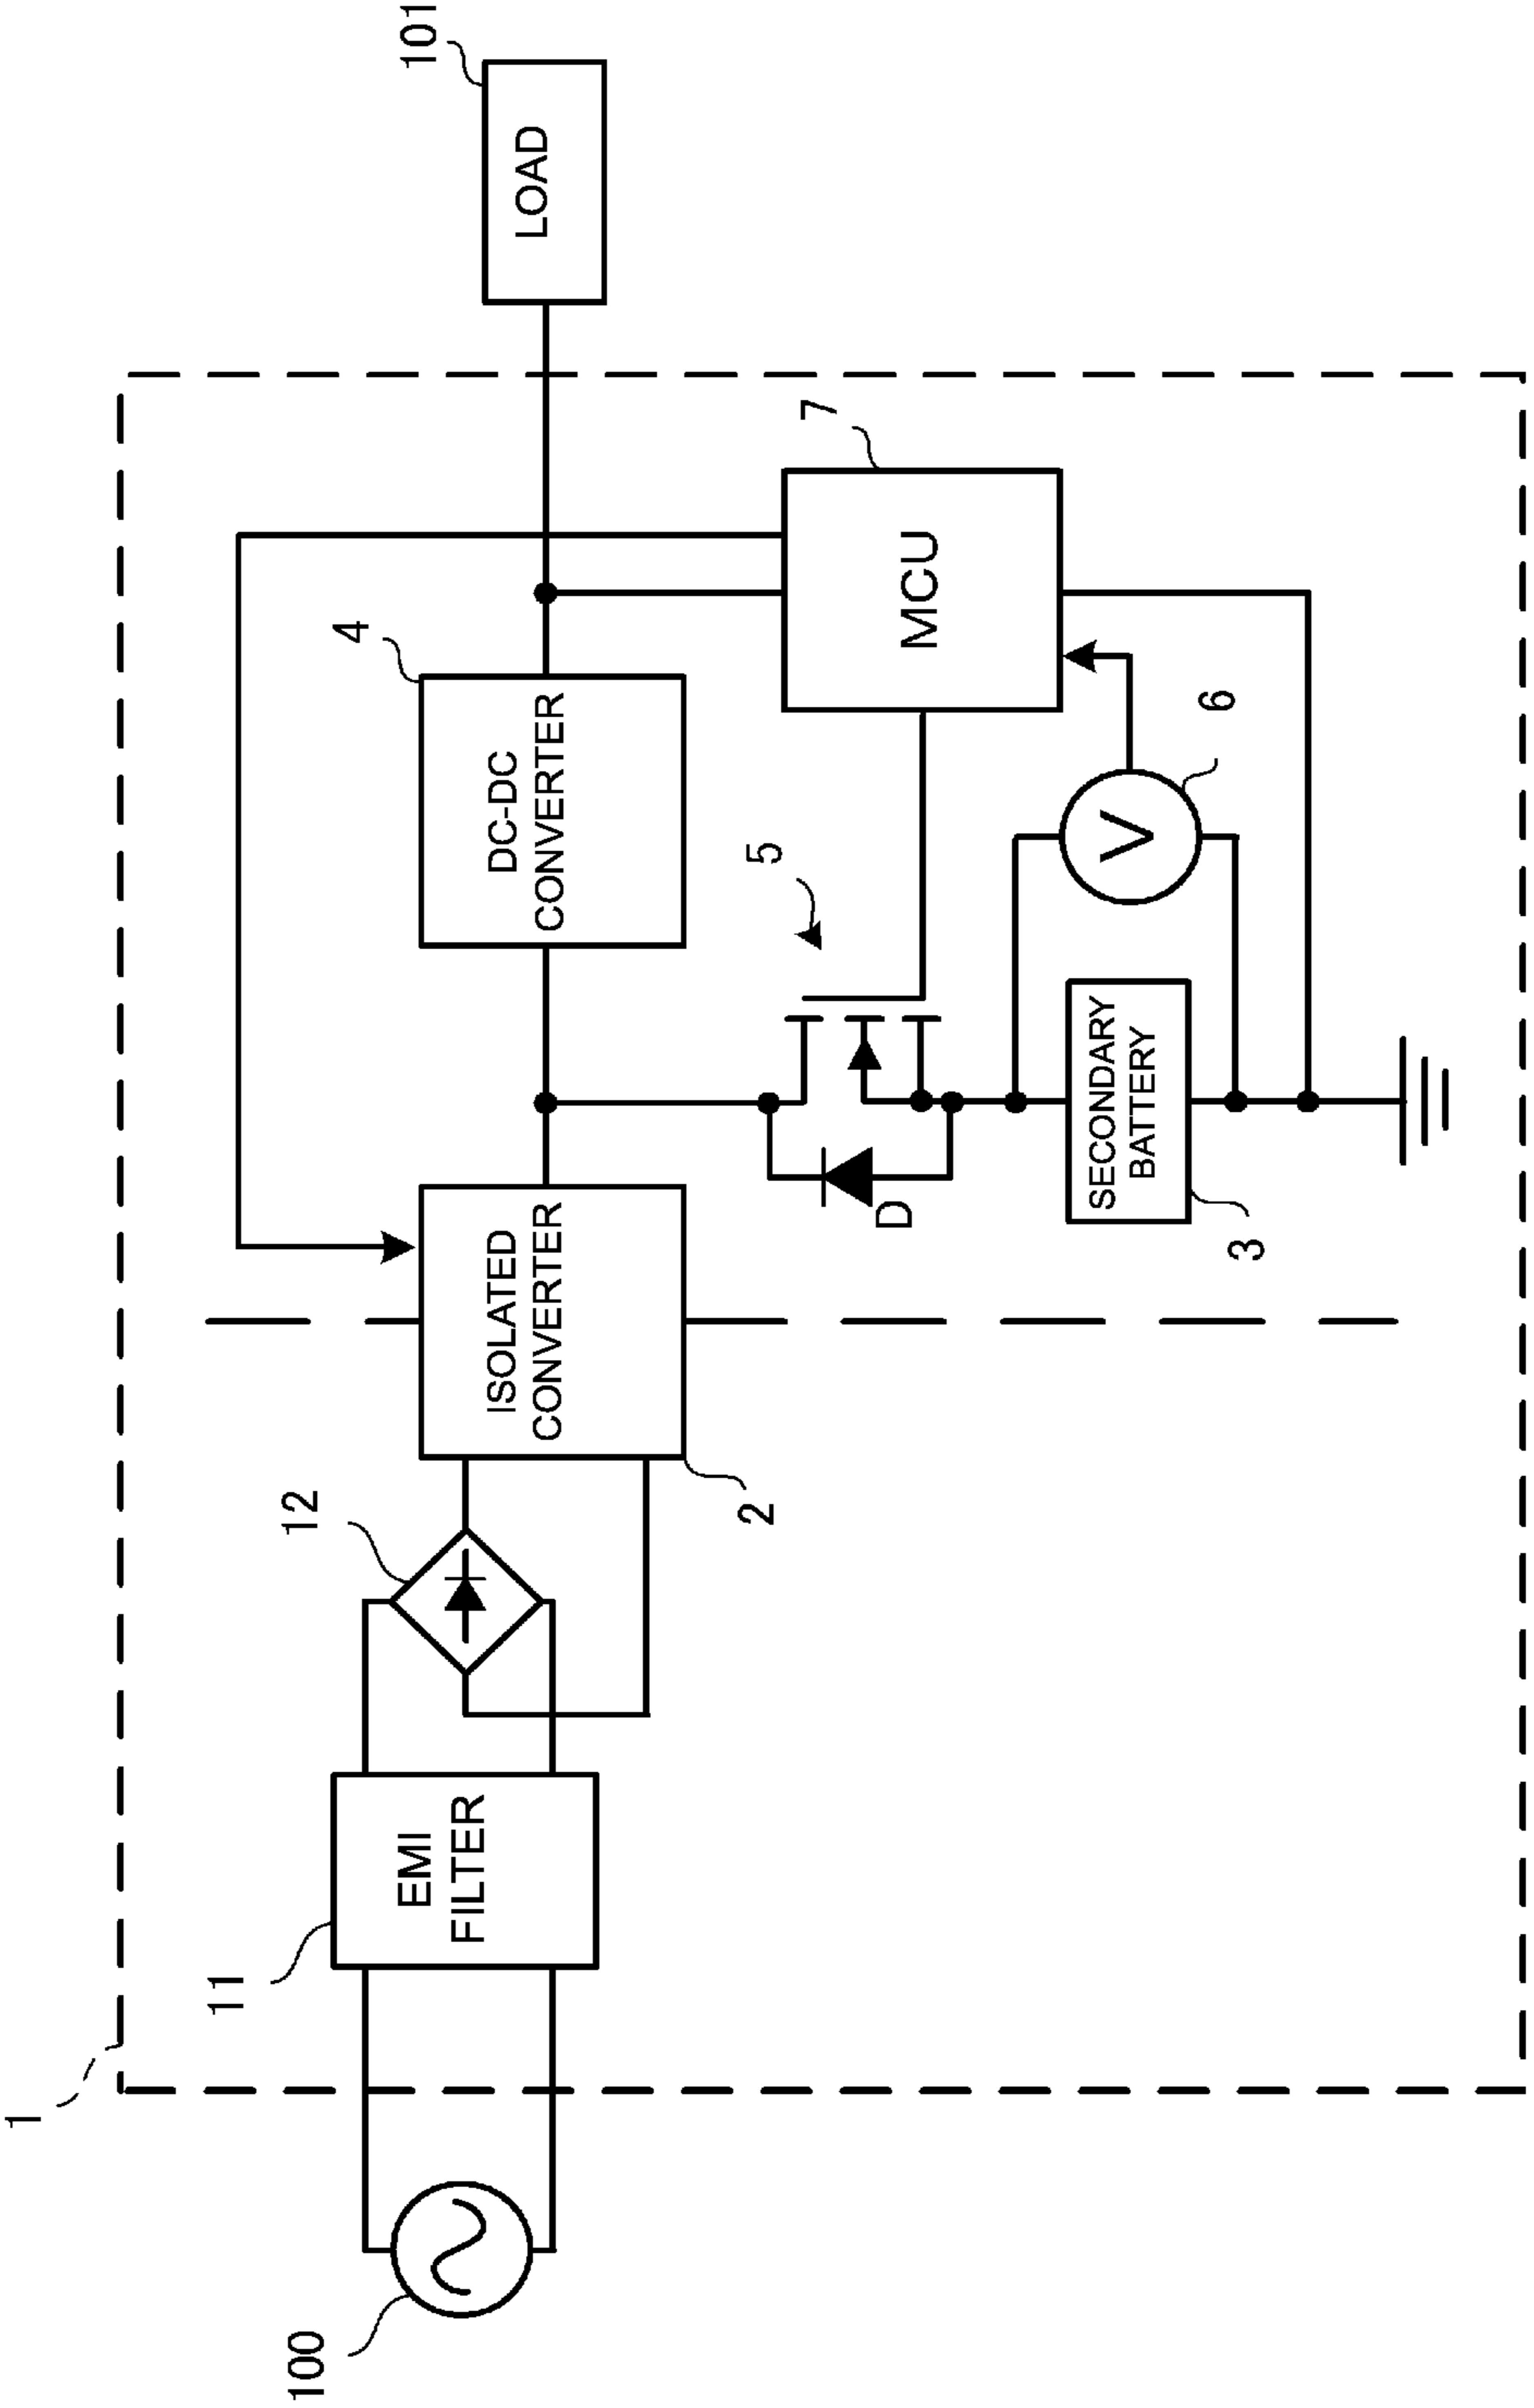 1
100
11
EMI
FILTER
12
2
ISOLATED
CONVERTER
4
DC-DC
CONVERTER
101
LOAD
5
D
7
MCU
3
SECONDARY
BATTERY
6
V